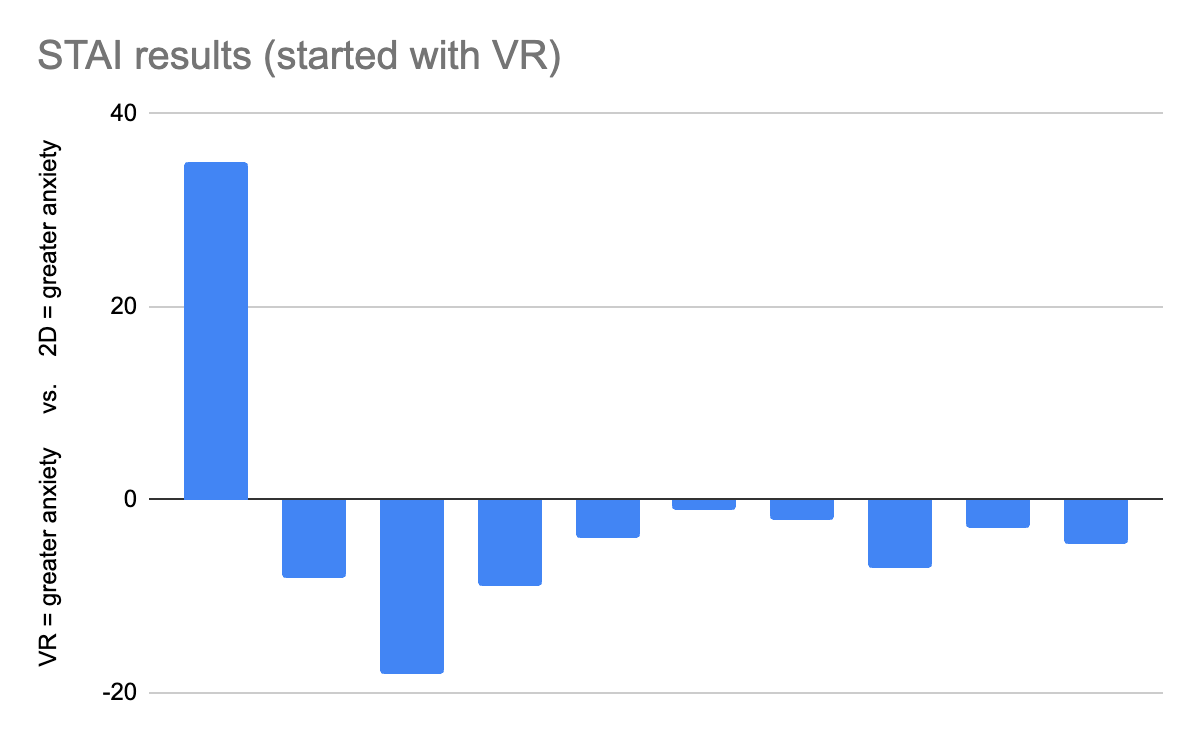 STAI results (started with VR)
40
20
0
-20
VR = greater anxiety vs. 2D = greater anxiety